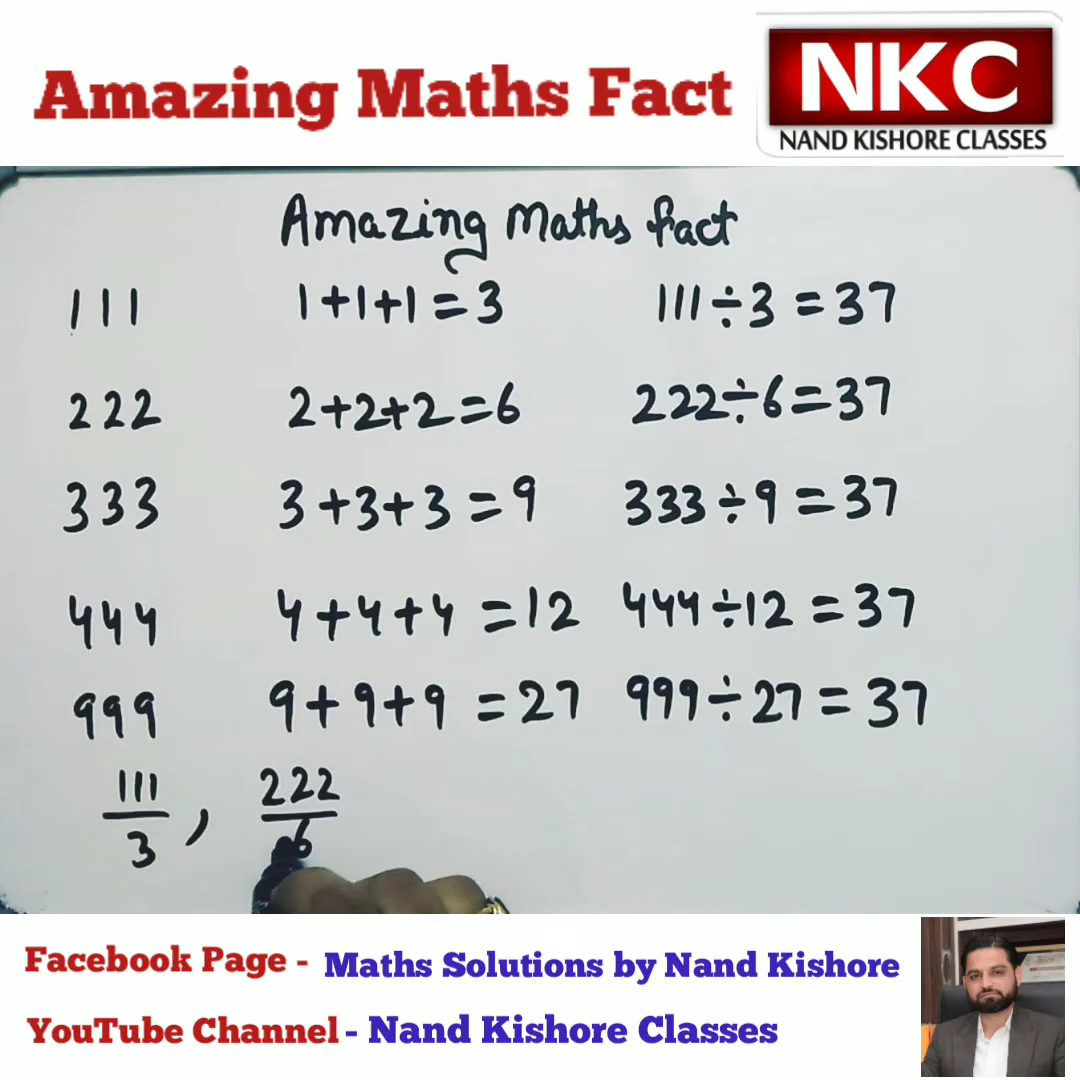 Amazing Maths Fact
NKC
NAND KISHORE CLASSES
Amazing Maths fact
111 1+1+1=3 111÷3=37
222 2+2+2=6 222÷6=37
333 3+3+3=9 333÷9=37
444 4+4+4=12 444÷12=37
999 9+9+9=27 999÷27=37
111/3, 222/6
Facebook Page - Maths Solutions by Nand Kishore
YouTube Channel - Nand Kishore Classes